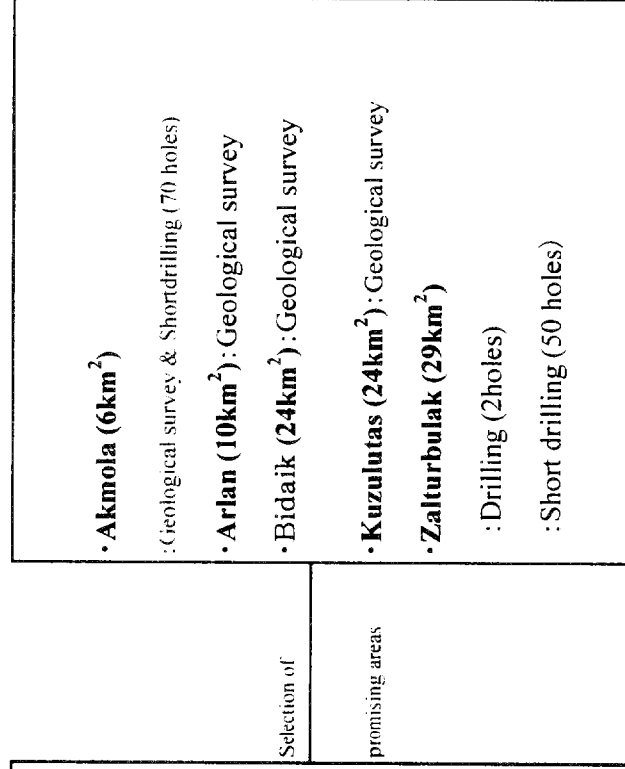 Selection of
promising areas
·Akmola (6km²)
:Geological survey & Shortdrilling (70 holes)
·Arlan (10km²):Geological survey
·Bidaik (24km²):Geological survey
·Kuzulutas (24km²):Geological survey
·Zalturbulak (29km²)
:Drilling (2holes)
:Short drilling (50 holes)